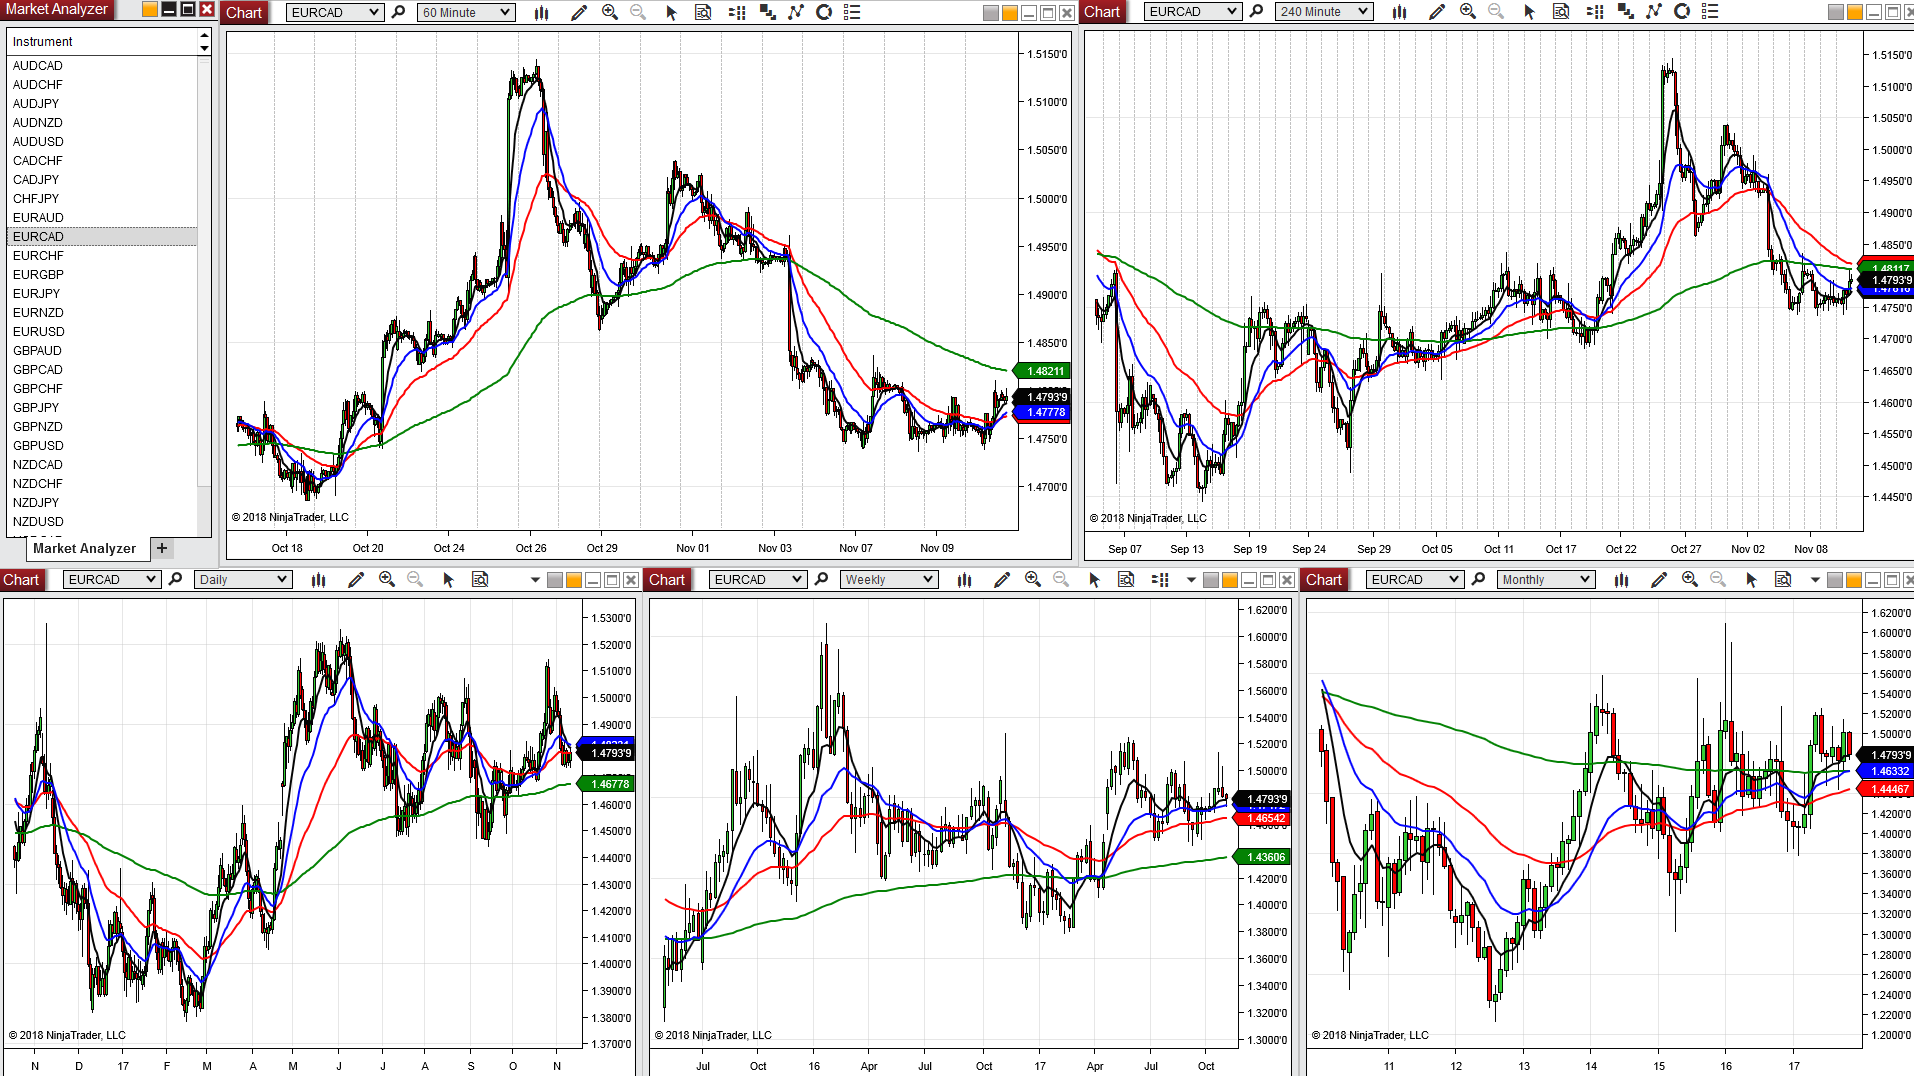 Market Analyzer
Instrument
AUDCAD
AUDCHF
AUDJPY
AUDNZD
AUDUSD
CADCHF
CADJPY
CHFJPY
EURAUD
EURCAD
EURCHF
EURGBP
EURJPY
EURNZD
EURUSD
GBPAUD
GBPCAD
GBPCHF
GBPJPY
GBPNZD
GBPUSD
NZDCAD
NZDCHF
NZDJPY
NZDUSD
Market Analyzer +
Chart EURCAD 60 Minute
1.5150'0
1.5100'0
1.5050'0
1.5000'0
1.4950'0
1.4900'0
1.4850'0
1.48211
1.4793'9
1.47778
1.4750'0
1.4700'0
© 2018 NinjaTrader, LLC
Oct 18 Oct 20 Oct 24 Oct 26 Oct 29 Nov 01 Nov 03 Nov 07 Nov 09
Chart EURCAD 240 Minute
1.5150'0
1.5100'0
1.5050'0
1.5000'0
1.4950'0
1.4900'0
1.4850'0
1.48117
1.4793'9
1.4750'0
1.4700'0
1.4650'0
1.4600'0
1.4550'0
1.4500'0
1.4450'0
© 2018 NinjaTrader, LLC
Sep 07 Sep 13 Sep 19 Sep 24 Sep 29 Oct 05 Oct 11 Oct 17 Oct 22 Oct 27 Nov 02 Nov 08
Chart EURCAD Daily
1.5300'0
1.5200'0
1.5100'0
1.5000'0
1.4900'0
1.4793'9
1.46778
1.4600'0
1.4500'0
1.4400'0
1.4300'0
1.4200'0
1.4100'0
1.4000'0
1.3900'0
1.3800'0
1.3700'0
© 2018 NinjaTrader, LLC
N D 17 F M A M J J A S O N
Chart EURCAD Weekly
1.6200'0
1.6000'0
1.5800'0
1.5600'0
1.5400'0
1.5200'0
1.5000'0
1.4793'9
1.46542
1.43606
1.4200'0
1.4000'0
1.3800'0
1.3600'0
1.3400'0
1.3200'0
1.3000'0
© 2018 NinjaTrader, LLC
Jul Oct 16 Apr Jul Oct 17 Apr Jul Oct
Chart EURCAD Monthly
1.6200'0
1.6000'0
1.5800'0
1.5600'0
1.5400'0
1.5200'0
1.5000'0
1.4793'9
1.46332
1.44467
1.4200'0
1.4000'0
1.3800'0
1.3600'0
1.3400'0
1.3200'0
1.3000'0
1.2800'0
1.2600'0
1.2400'0
1.2200'0
1.2000'0
© 2018 NinjaTrader, LLC
11 12 13 14 15 16 17